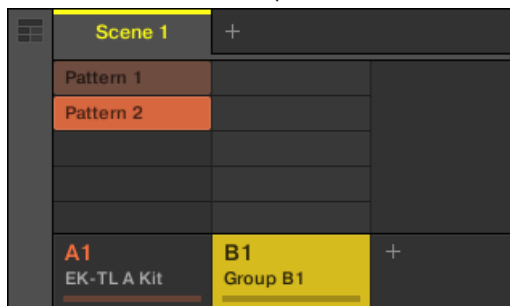 Scene 1 +
Pattern 1
Pattern 2
A1 B1 +
EK-TL A Kit Group B1